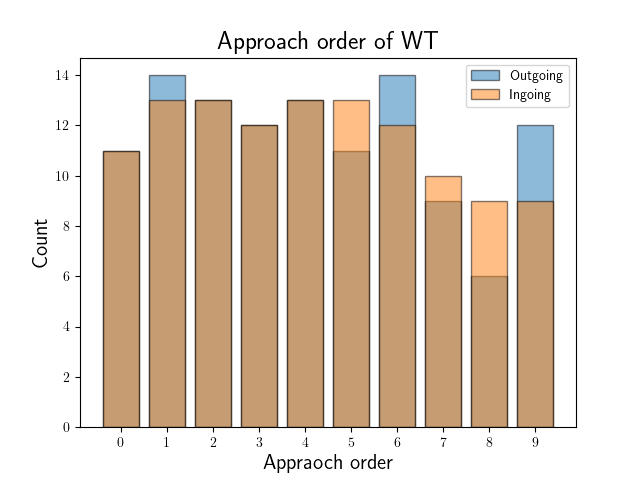 Approach order of WT
Outgoing
Ingoing
14
12
10
8
6
4
2
0
Count
0 1 2 3 4 5 6 7 8 9
Appraoch order